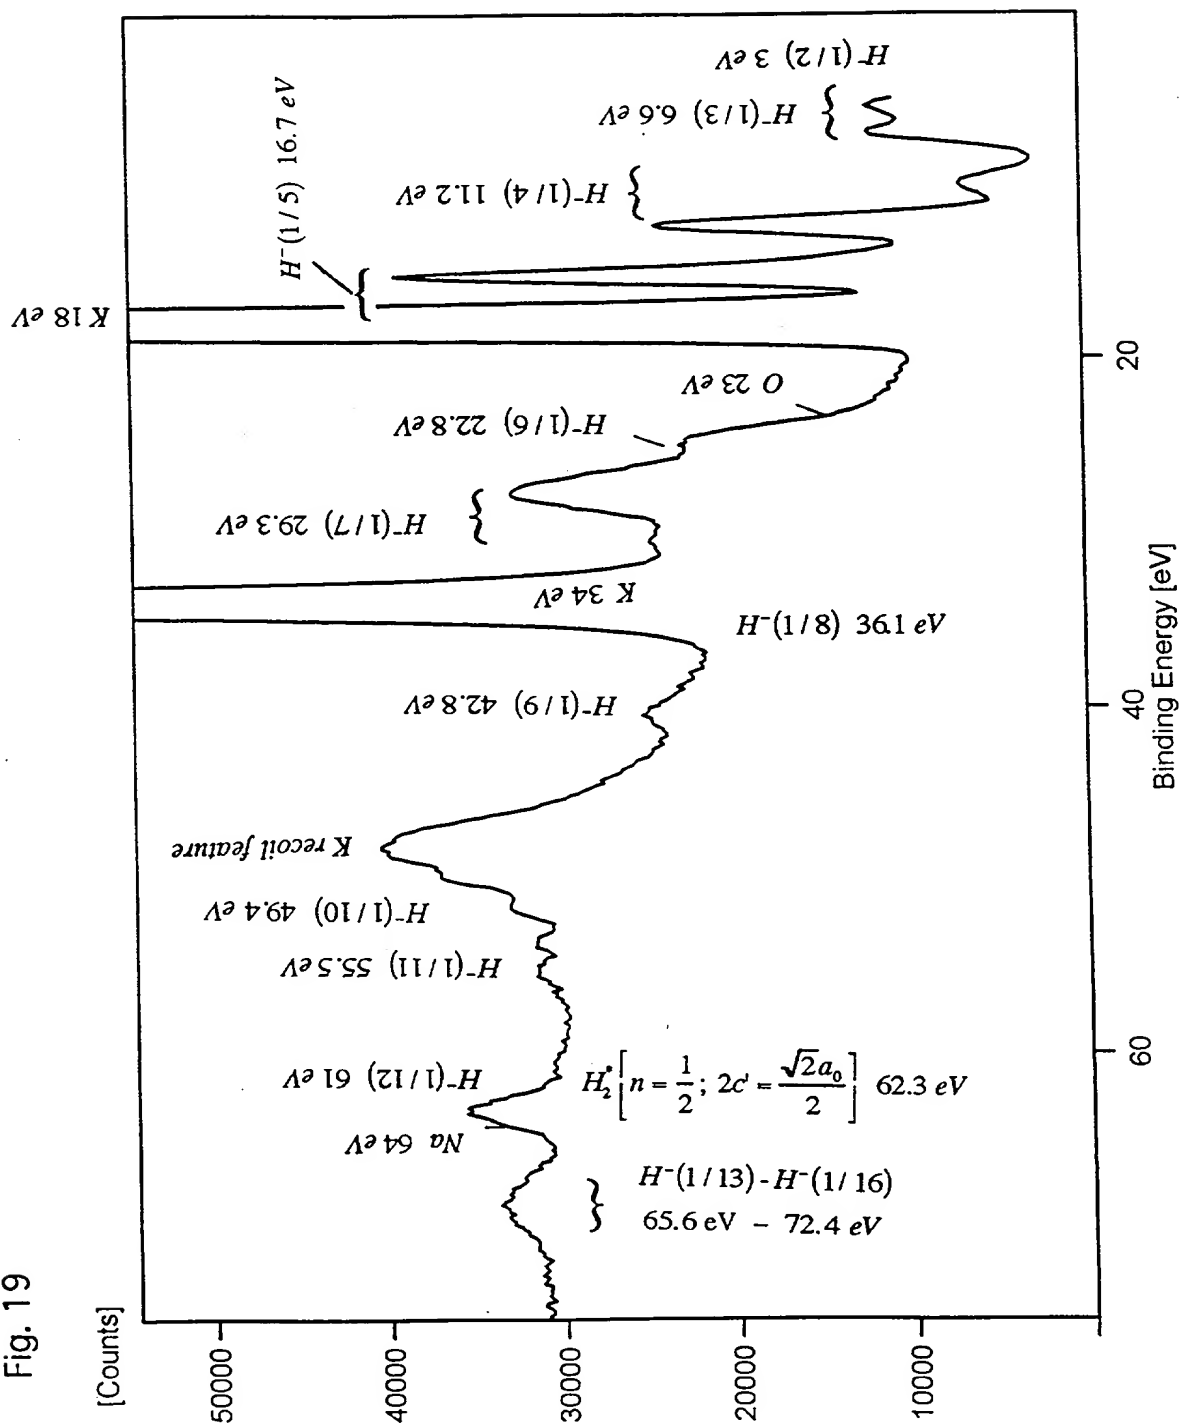 Fig. 19
[Counts]
50000
40000
30000
20000
10000
60
40
20
Binding Energy [eV]
H⁻(1/13) - H⁻(1/16)
65.6 eV – 72.4 eV
Na 64 eV
H₂*[n = 1/2; 2c' = √2a₀/2] 62.3 eV
H⁻(1/12) 61 eV
H⁻(1/11) 55.5 eV
H⁻(1/10) 49.4 eV
K recoil feature
H⁻(1/9) 42.8 eV
H⁻(1/8) 36.1 eV
K 34 eV
H⁻(1/7) 29.3 eV
H⁻(1/6) 22.8 eV
O 23 eV
K 18 eV
H⁻(1/5) 16.7 eV
H⁻(1/4) 11.2 eV
H⁻(1/3) 6.6 eV
H⁻(1/2) 3 eV